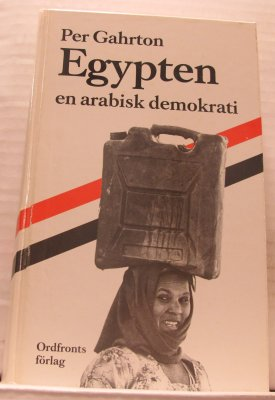 Per Gahrton
Egypten
en arabisk demokrati
Ordfronts
förlag